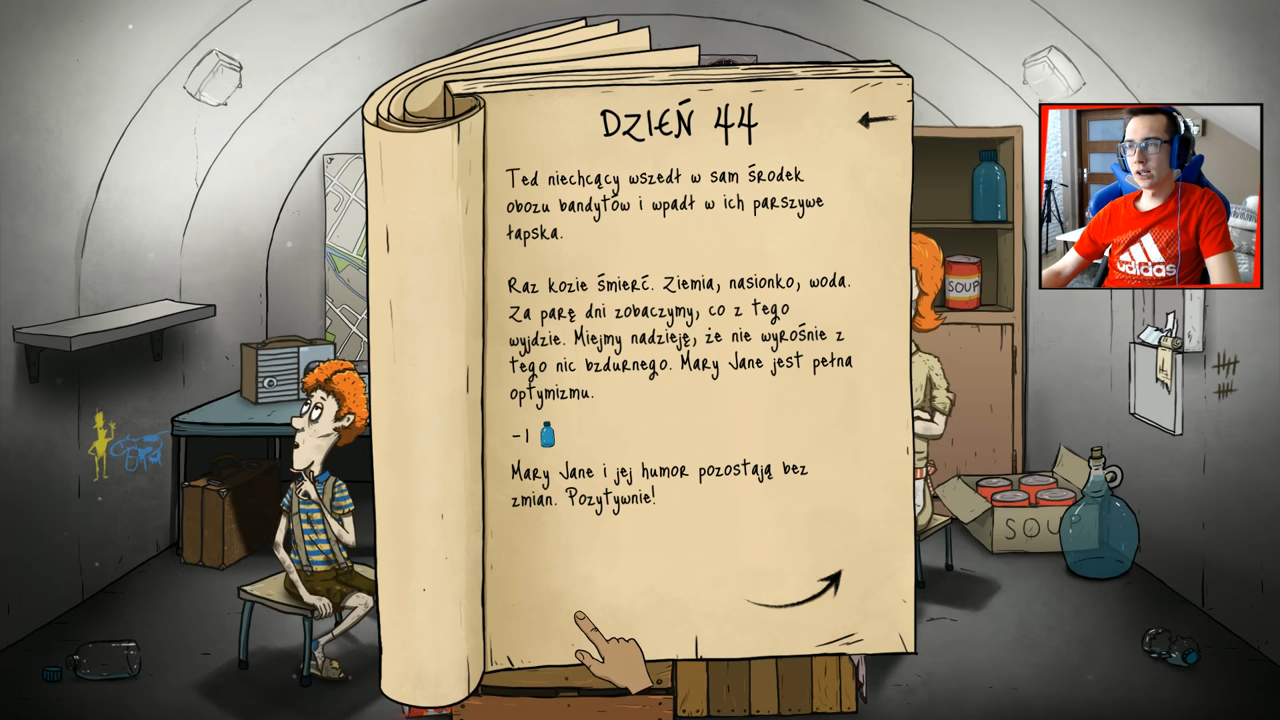 DZIEŃ 44
Ted niechcący wszedł w sam środek
obozu bandytów i wpadł w ich parszywe
łapska.
Raz kozie śmierć. Ziemia, nasionko, woda.
Za parę dni zobaczymy, co z tego
wyjdzie. Miejmy nadzieję, że nie wyrośnie z
tego nic bzdurnego. Mary Jane jest pełna
optymizmu.
-1
Mary Jane i jej humor pozostają bez
zmian. Pozytywnie!
SOUP
SOUP
adidas